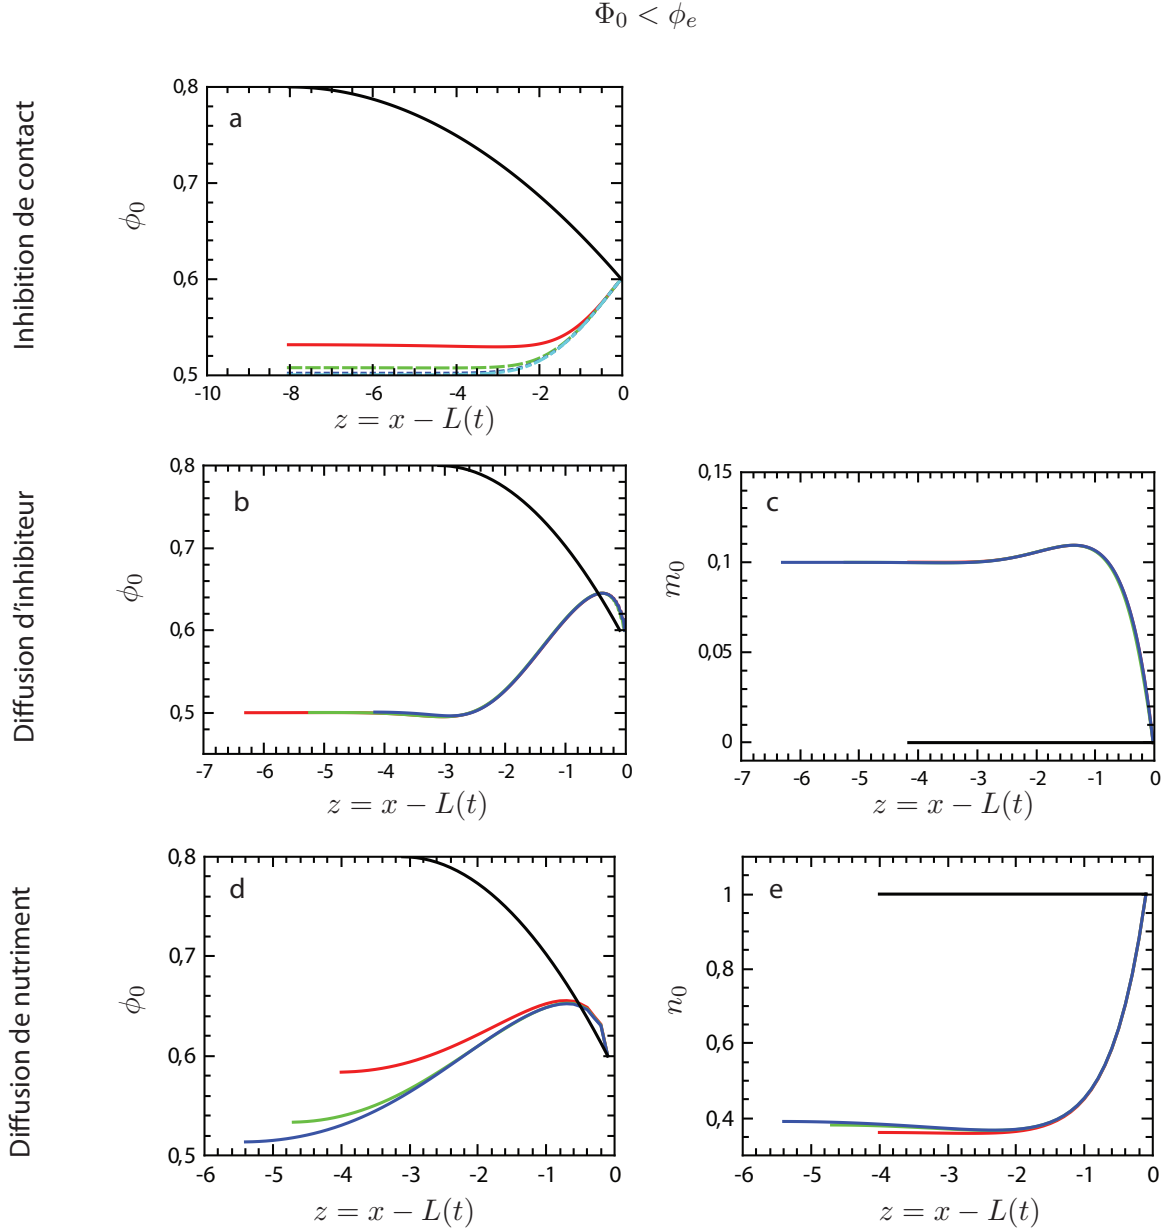 Φ₀ < ϕₑ
Inhibition de contact
a
ϕ₀
0,8
0,7
0,6
0,5
-10 -8 -6 -4 -2 0
z = x − L(t)
Diffusion d'inhibiteur
b
ϕ₀
0,8
0,7
0,6
0,5
-7 -6 -5 -4 -3 -2 -1 0
z = x − L(t)
c
m₀
0,15
0,1
0,05
0
-7 -6 -5 -4 -3 -2 -1 0
z = x − L(t)
Diffusion de nutriment
d
ϕ₀
0,8
0,7
0,6
0,5
-6 -5 -4 -3 -2 -1 0
z = x − L(t)
e
n₀
1
0,8
0,6
0,4
-6 -5 -4 -3 -2 -1 0
z = x − L(t)